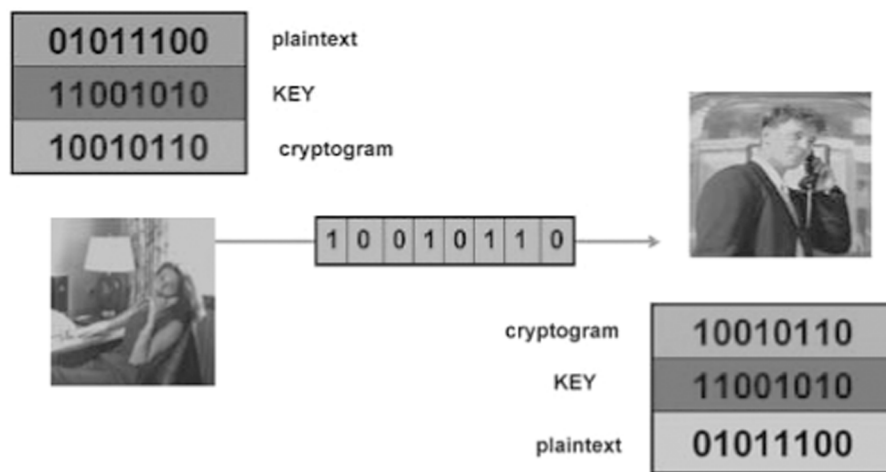 01011100 plaintext
11001010 KEY
10010110 cryptogram
1 0 0 1 0 1 1 0
cryptogram 10010110
KEY 11001010
plaintext 01011100